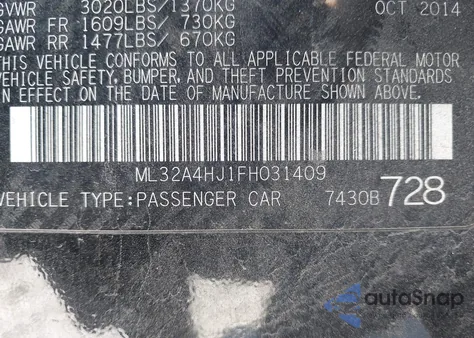 GVWR 3020LBS/1370KG OCT 2014
GAWR FR 1609LBS/ 730KG
GAWR RR 1477LBS/ 670KG
THIS VEHICLE CONFORMS TO ALL APPLICABLE FEDERAL MOTOR
VEHICLE SAFETY, BUMPER, AND THEFT PREVENTION STANDARDS
IN EFFECT ON THE DATE OF MANUFACTURE SHOWN ABOVE.
ML32A4HJ1FH031409
VEHICLE TYPE:PASSENGER CAR 7430B 728
autoSnap